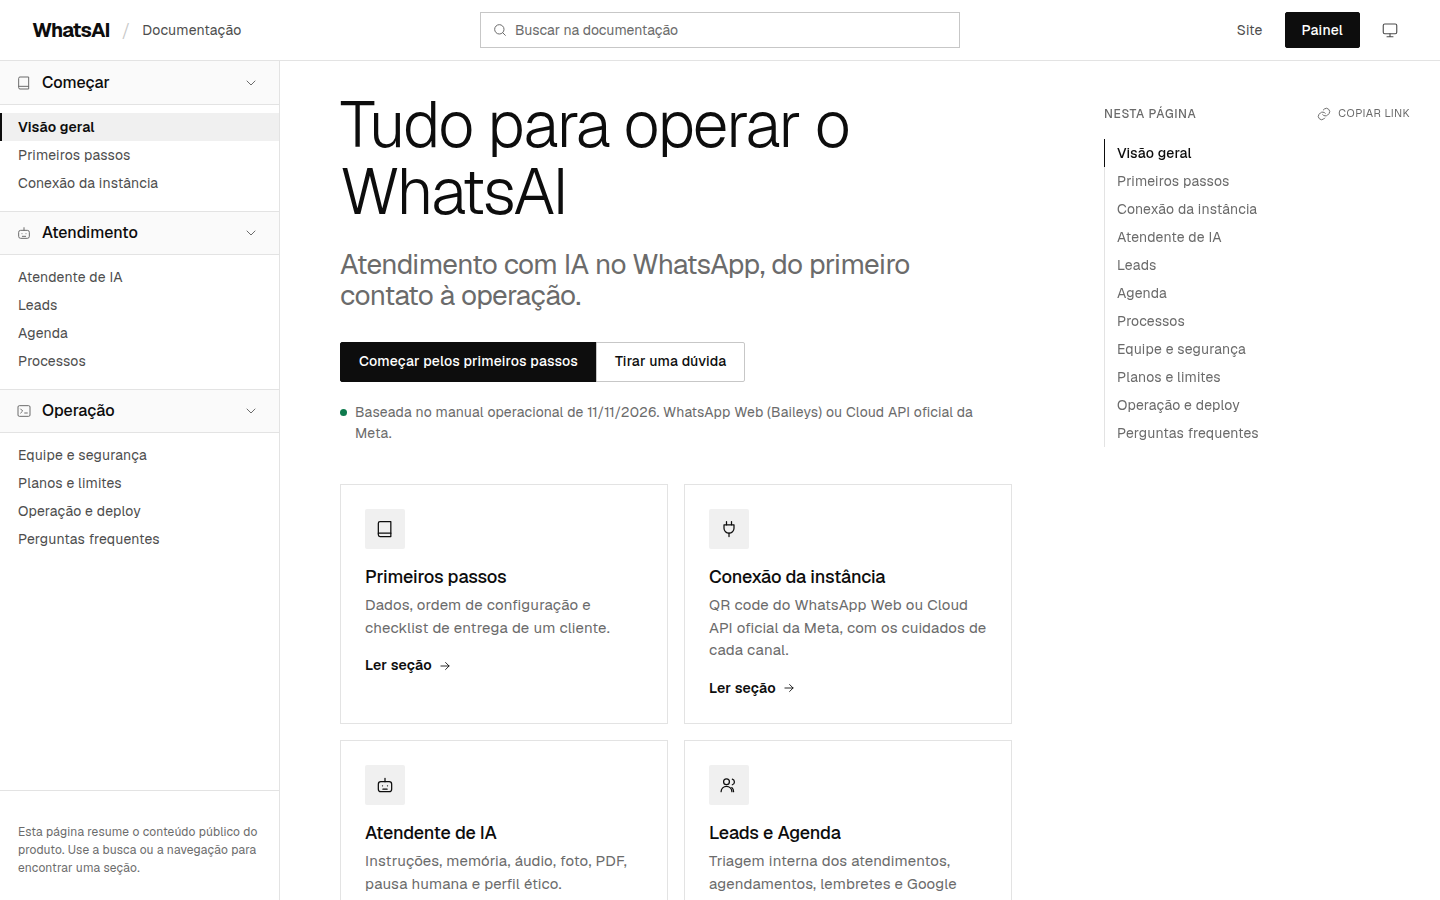 WhatsAI / Documentação
Buscar na documentação
Site
Painel
Começar
Visão geral
Primeiros passos
Conexão da instância
Atendimento
Atendente de IA
Leads
Agenda
Processos
Operação
Equipe e segurança
Planos e limites
Operação e deploy
Perguntas frequentes
Esta página resume o conteúdo público do
produto. Use a busca ou a navegação para
encontrar uma seção.
Tudo para operar o
WhatsAI
Atendimento com IA no WhatsApp, do primeiro
contato à operação.
Começar pelos primeiros passos
Tirar uma dúvida
Baseada no manual operacional de 11/11/2026. WhatsApp Web (Baileys) ou Cloud API oficial da
Meta.
Primeiros passos
Dados, ordem de configuração e
checklist de entrega de um cliente.
Ler seção →
Conexão da instância
QR code do WhatsApp Web ou Cloud
API oficial da Meta, com os cuidados de
cada canal.
Ler seção →
Atendente de IA
Instruções, memória, áudio, foto, PDF,
pausa humana e perfil ético.
Leads e Agenda
Triagem interna dos atendimentos,
agendamentos, lembretes e Google
NESTA PÁGINA
COPIAR LINK
Visão geral
Primeiros passos
Conexão da instância
Atendente de IA
Leads
Agenda
Processos
Equipe e segurança
Planos e limites
Operação e deploy
Perguntas frequentes